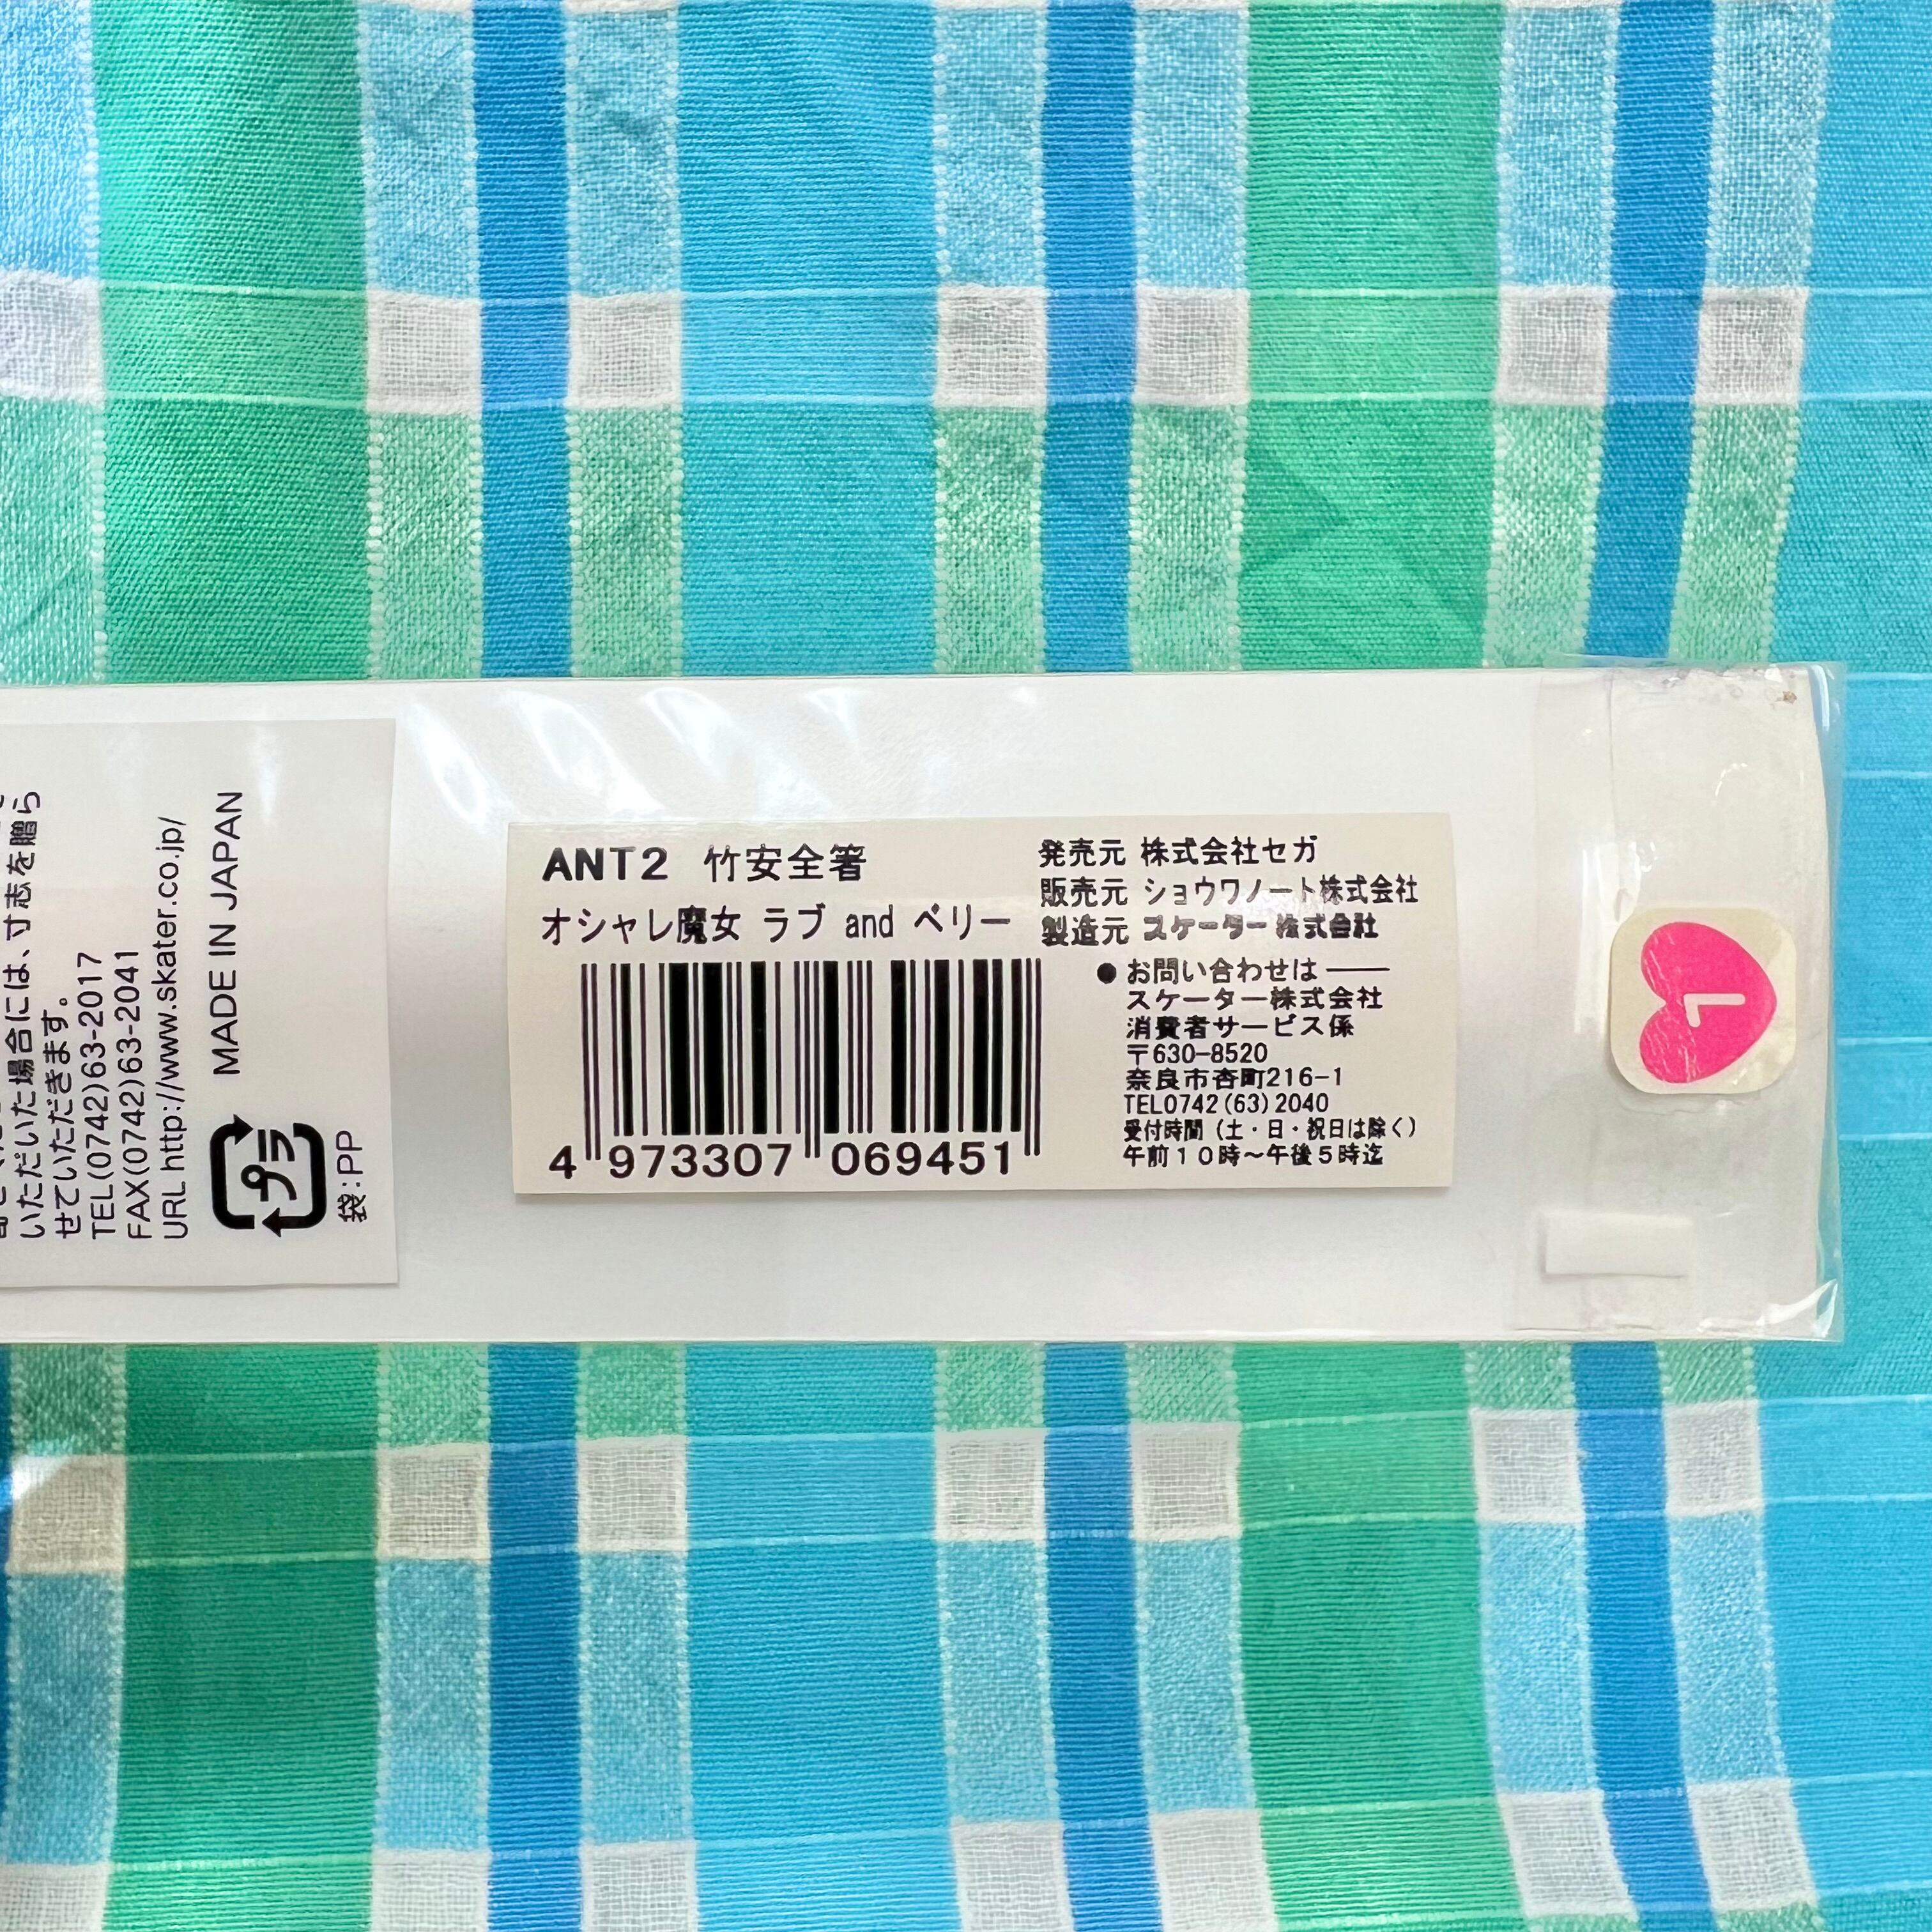 ANT2 竹安全箸
オシャレ魔女 ラブ and ベリー
4 973307 069451
発売元 株式会社セガ
販売元 ショウワノート株式会社
製造元 スケーター株式会社
●お問い合わせは──
スケーター株式会社
消費者サービス係
〒630-8520
奈良市杏町216-1
TEL0742(63)2040
受付時間(土・日・祝日は除く)
午前10時〜午後5時迄
いただいた場合には、寸志を贈ら
せていただきます。
TEL(0742)63-2017
FAX(0742)63-2041
URL http://www.skater.co.jp/
MADE IN JAPAN
プラ
袋:PP
L